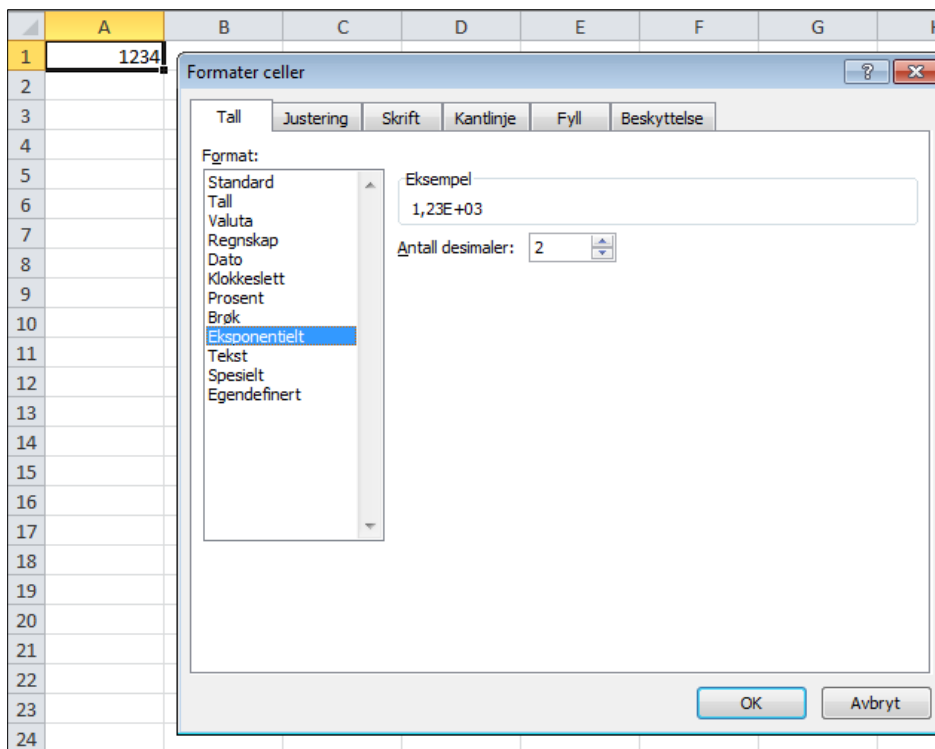 A B C D E F G
1 1234
Formater celler
2
3 Tall Justering Skrift Kantlinje Fyll Beskyttelse
4
Format:
5 Standard Eksempel
6 Tall 1,23E+03
Valuta
7 Regnskap Antall desimaler: 2
8 Dato
Klokkeslett
9 Prosent
10 Brøk
Eksponentielt
11 Tekst
12 Spesielt
Egendefinert
13
14
15
16
17
18
19
20
21
22
23 OK Avbryt
24